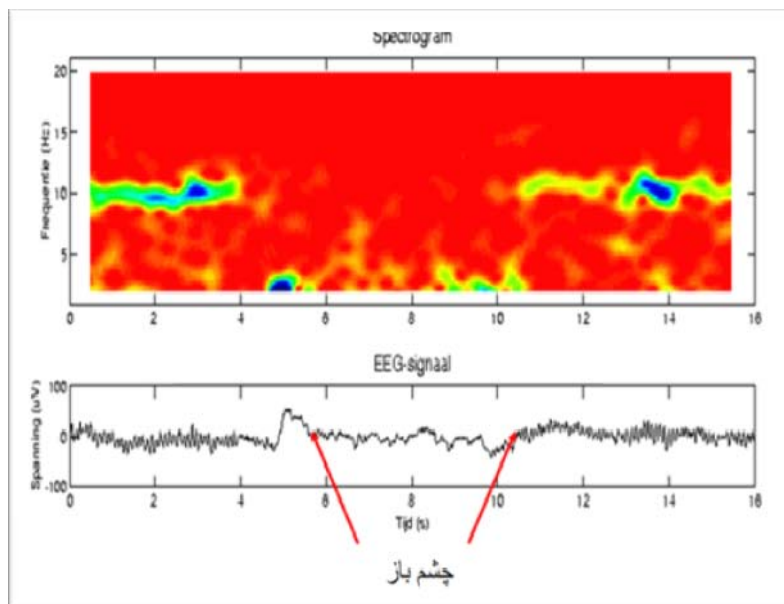 Spectrogram
Frequentie (Hz)
20
15
10
5
0 2 4 6 8 10 12 14 16
EEG-signaal
Spanning (uV)
100
0
-100
0 2 4 6 8 10 12 14 16
Tijd (s)
چشم باز